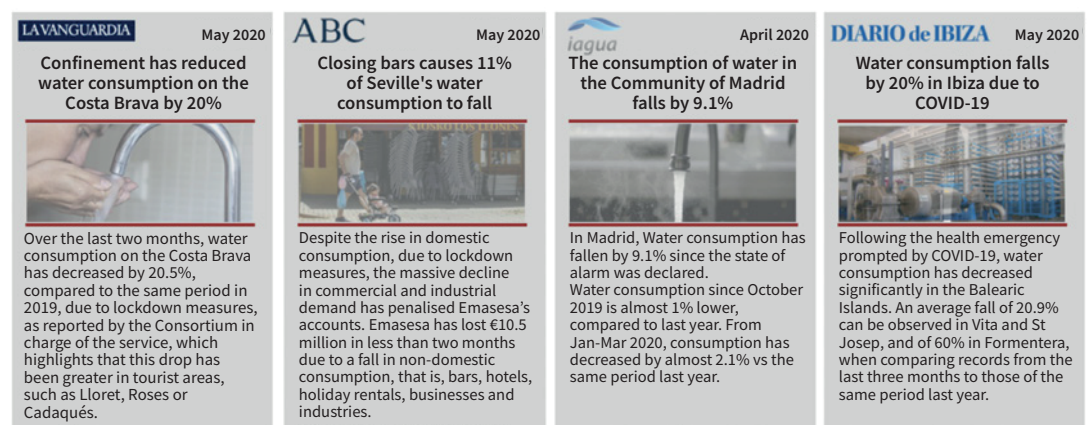 LA VANGUARDIA
May 2020
Confinement has reduced
water consumption on the
Costa Brava by 20%
Over the last two months, water
consumption on the Costa Brava
has decreased by 20.5%,
compared to the same period in
2019, due to lockdown measures,
as reported by the Consortium in
charge of the service, which
highlights that this drop has
been greater in tourist areas,
such as Lloret, Roses or
Cadaqués.
ABC
May 2020
Closing bars causes 11%
of Seville's water
consumption to fall
KIOSKO LOS LEONES
Despite the rise in domestic
consumption, due to lockdown
measures, the massive decline
in commercial and industrial
demand has penalised Emasesa’s
accounts. Emasesa has lost €10.5
million in less than two months
due to a fall in non-domestic
consumption, that is, bars, hotels,
holiday rentals, businesses and
industries.
iagua
April 2020
The consumption of water in
the Community of Madrid
falls by 9.1%
In Madrid, Water consumption has
fallen by 9.1% since the state of
alarm was declared.
Water consumption since October
2019 is almost 1% lower,
compared to last year. From
Jan-Mar 2020, consumption has
decreased by almost 2.1% vs the
same period last year.
DIARIO de IBIZA
May 2020
Water consumption falls
by 20% in Ibiza due to
COVID-19
Following the health emergency
prompted by COVID-19, water
consumption has decreased
significantly in the Balearic
Islands. An average fall of 20.9%
can be observed in Vita and St
Josep, and of 60% in Formentera,
when comparing records from the
last three months to those of the
same period last year.